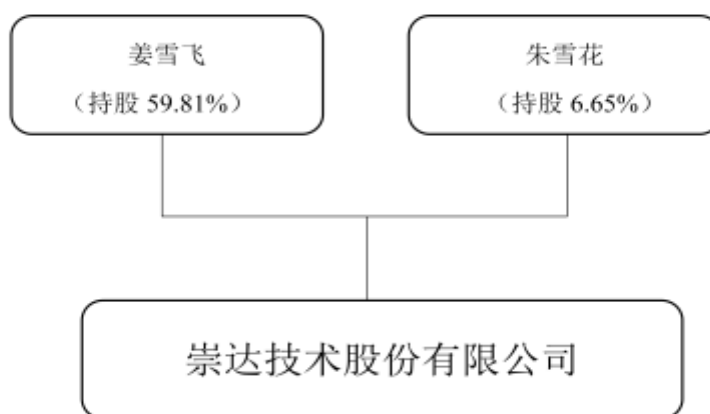 姜雪飞
（持股 59.81%）
朱雪花
（持股 6.65%）
崇达技术股份有限公司